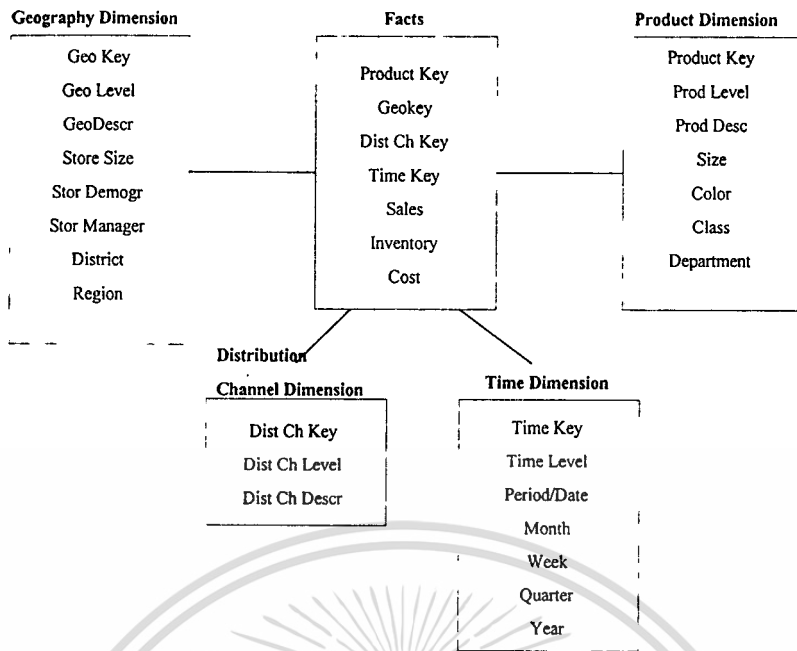 Geography Dimension
Geo Key
Geo Level
GeoDescr
Store Size
Stor Demogr
Stor Manager
District
Region
Facts
Product Key
Geokey
Dist Ch Key
Time Key
Sales
Inventory
Cost
Product Dimension
Product Key
Prod Level
Prod Desc
Size
Color
Class
Department
Distribution
Channel Dimension
Dist Ch Key
Dist Ch Level
Dist Ch Descr
Time Dimension
Time Key
Time Level
Period/Date
Month
Week
Quarter
Year